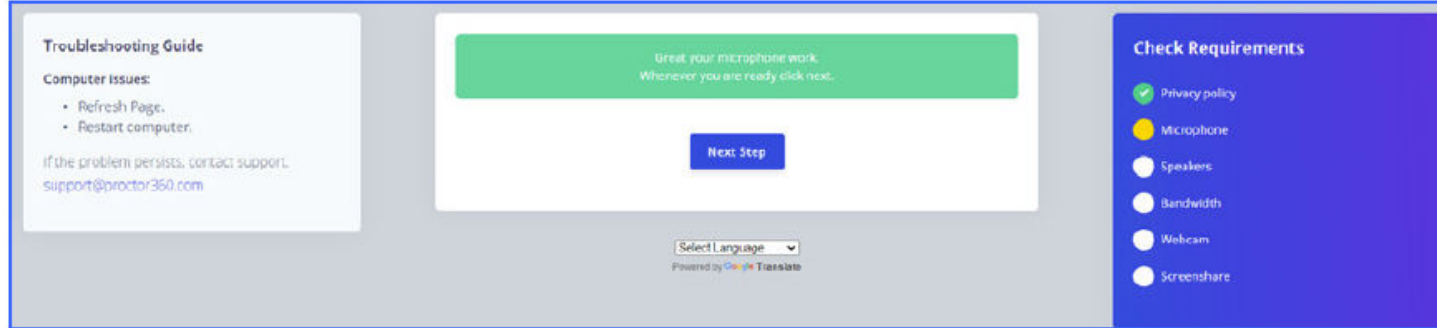 Troubleshooting Guide
Computer issues:
• Refresh Page.
• Restart computer.
If the problem persists, contact support.
support@proctor360.com
Great your microphone work.
Whenever you are ready click next.
Next Step
Select Language
Powered by Google Translate
Check Requirements
Privacy policy
Microphone
Speakers
Bandwidth
Webcam
Screenshare